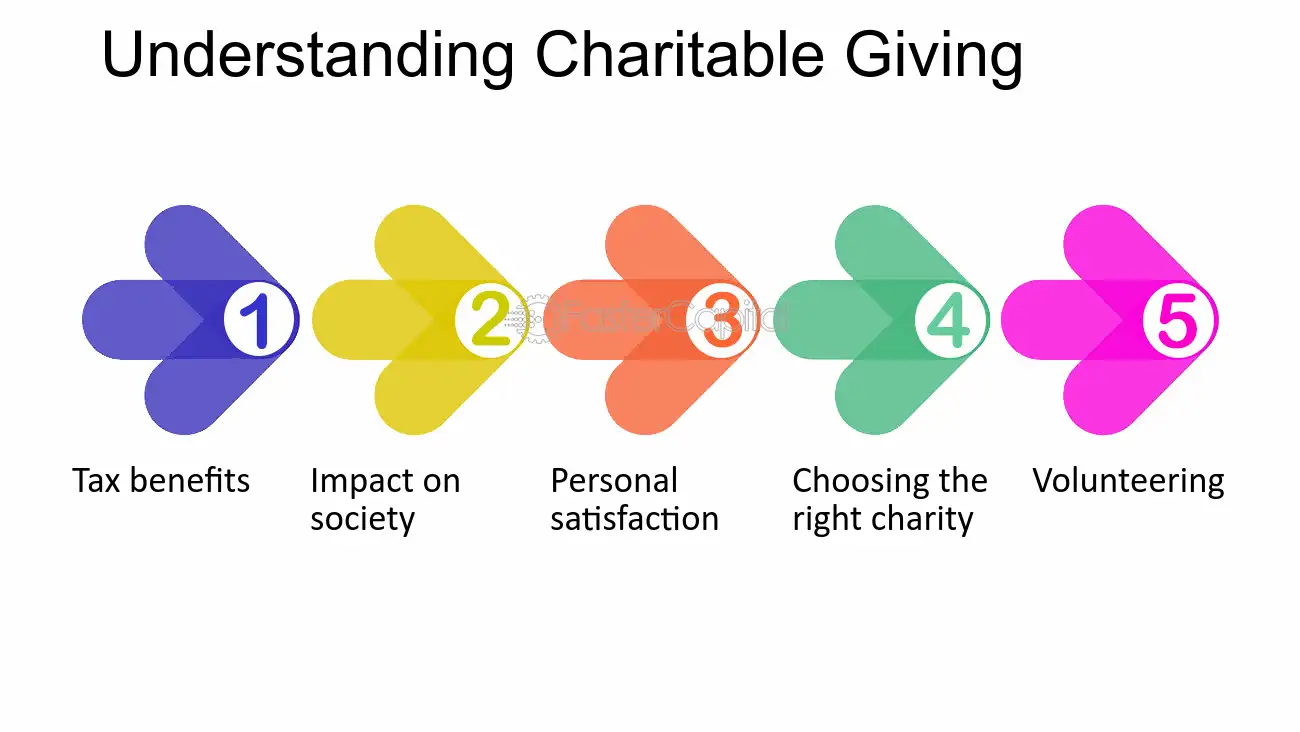 Understanding Charitable Giving
1
2
3
4
5
FasterCapital
Tax benefits
Impact on
society
Personal
satisfaction
Choosing the
right charity
Volunteering